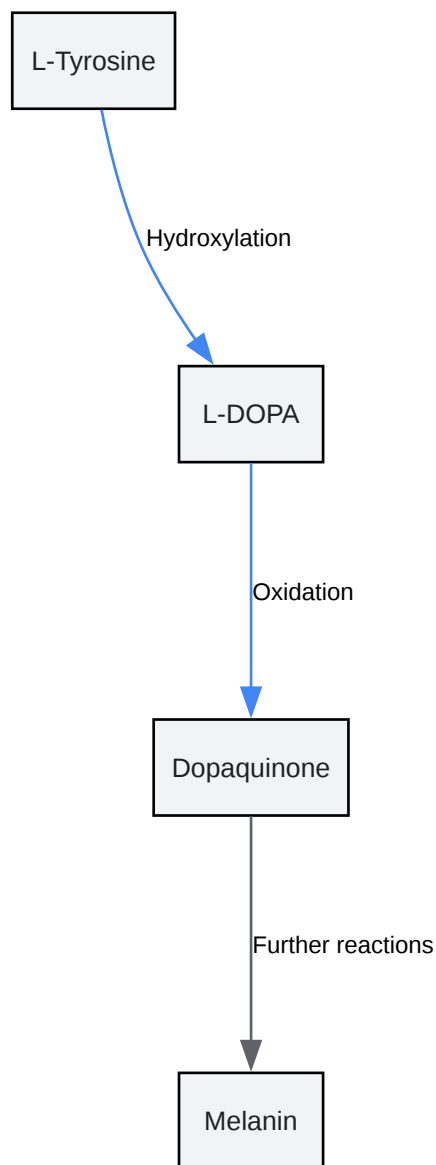 L-Tyrosine
Hydroxylation
L-DOPA
Oxidation
Dopaquinone
Further reactions
Melanin